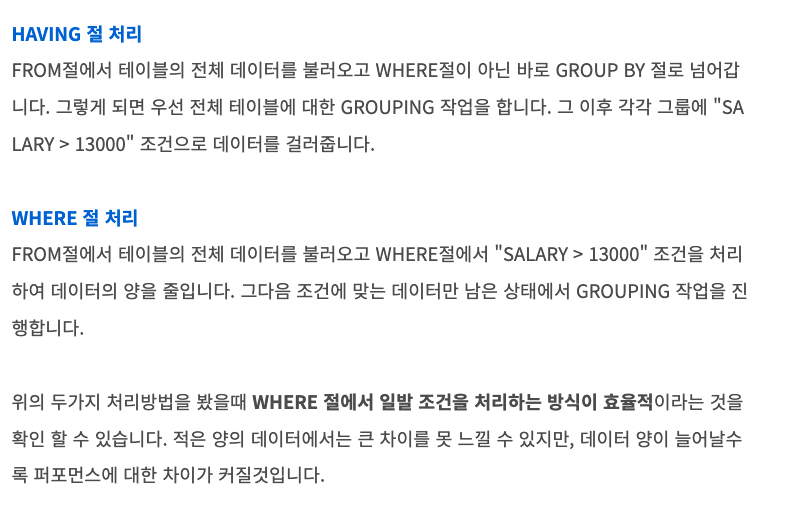 HAVING 절 처리
FROM절에서 테이블의 전체 데이터를 불러오고 WHERE절이 아닌 바로 GROUP BY 절로 넘어갑
니다. 그렇게 되면 우선 전체 테이블에 대한 GROUPING 작업을 합니다. 그 이후 각각 그룹에 "SA
LARY > 13000" 조건으로 데이터를 걸러줍니다.
WHERE 절 처리
FROM절에서 테이블의 전체 데이터를 불러오고 WHERE절에서 "SALARY > 13000" 조건을 처리
하여 데이터의 양을 줄입니다. 그다음 조건에 맞는 데이터만 남은 상태에서 GROUPING 작업을 진
행합니다.
위의 두가지 처리방법을 봤을때 WHERE 절에서 일발 조건을 처리하는 방식이 효율적이라는 것을
확인 할 수 있습니다. 적은 양의 데이터에서는 큰 차이를 못 느낄 수 있지만, 데이터 양이 늘어날수
록 퍼포먼스에 대한 차이가 커질것입니다.